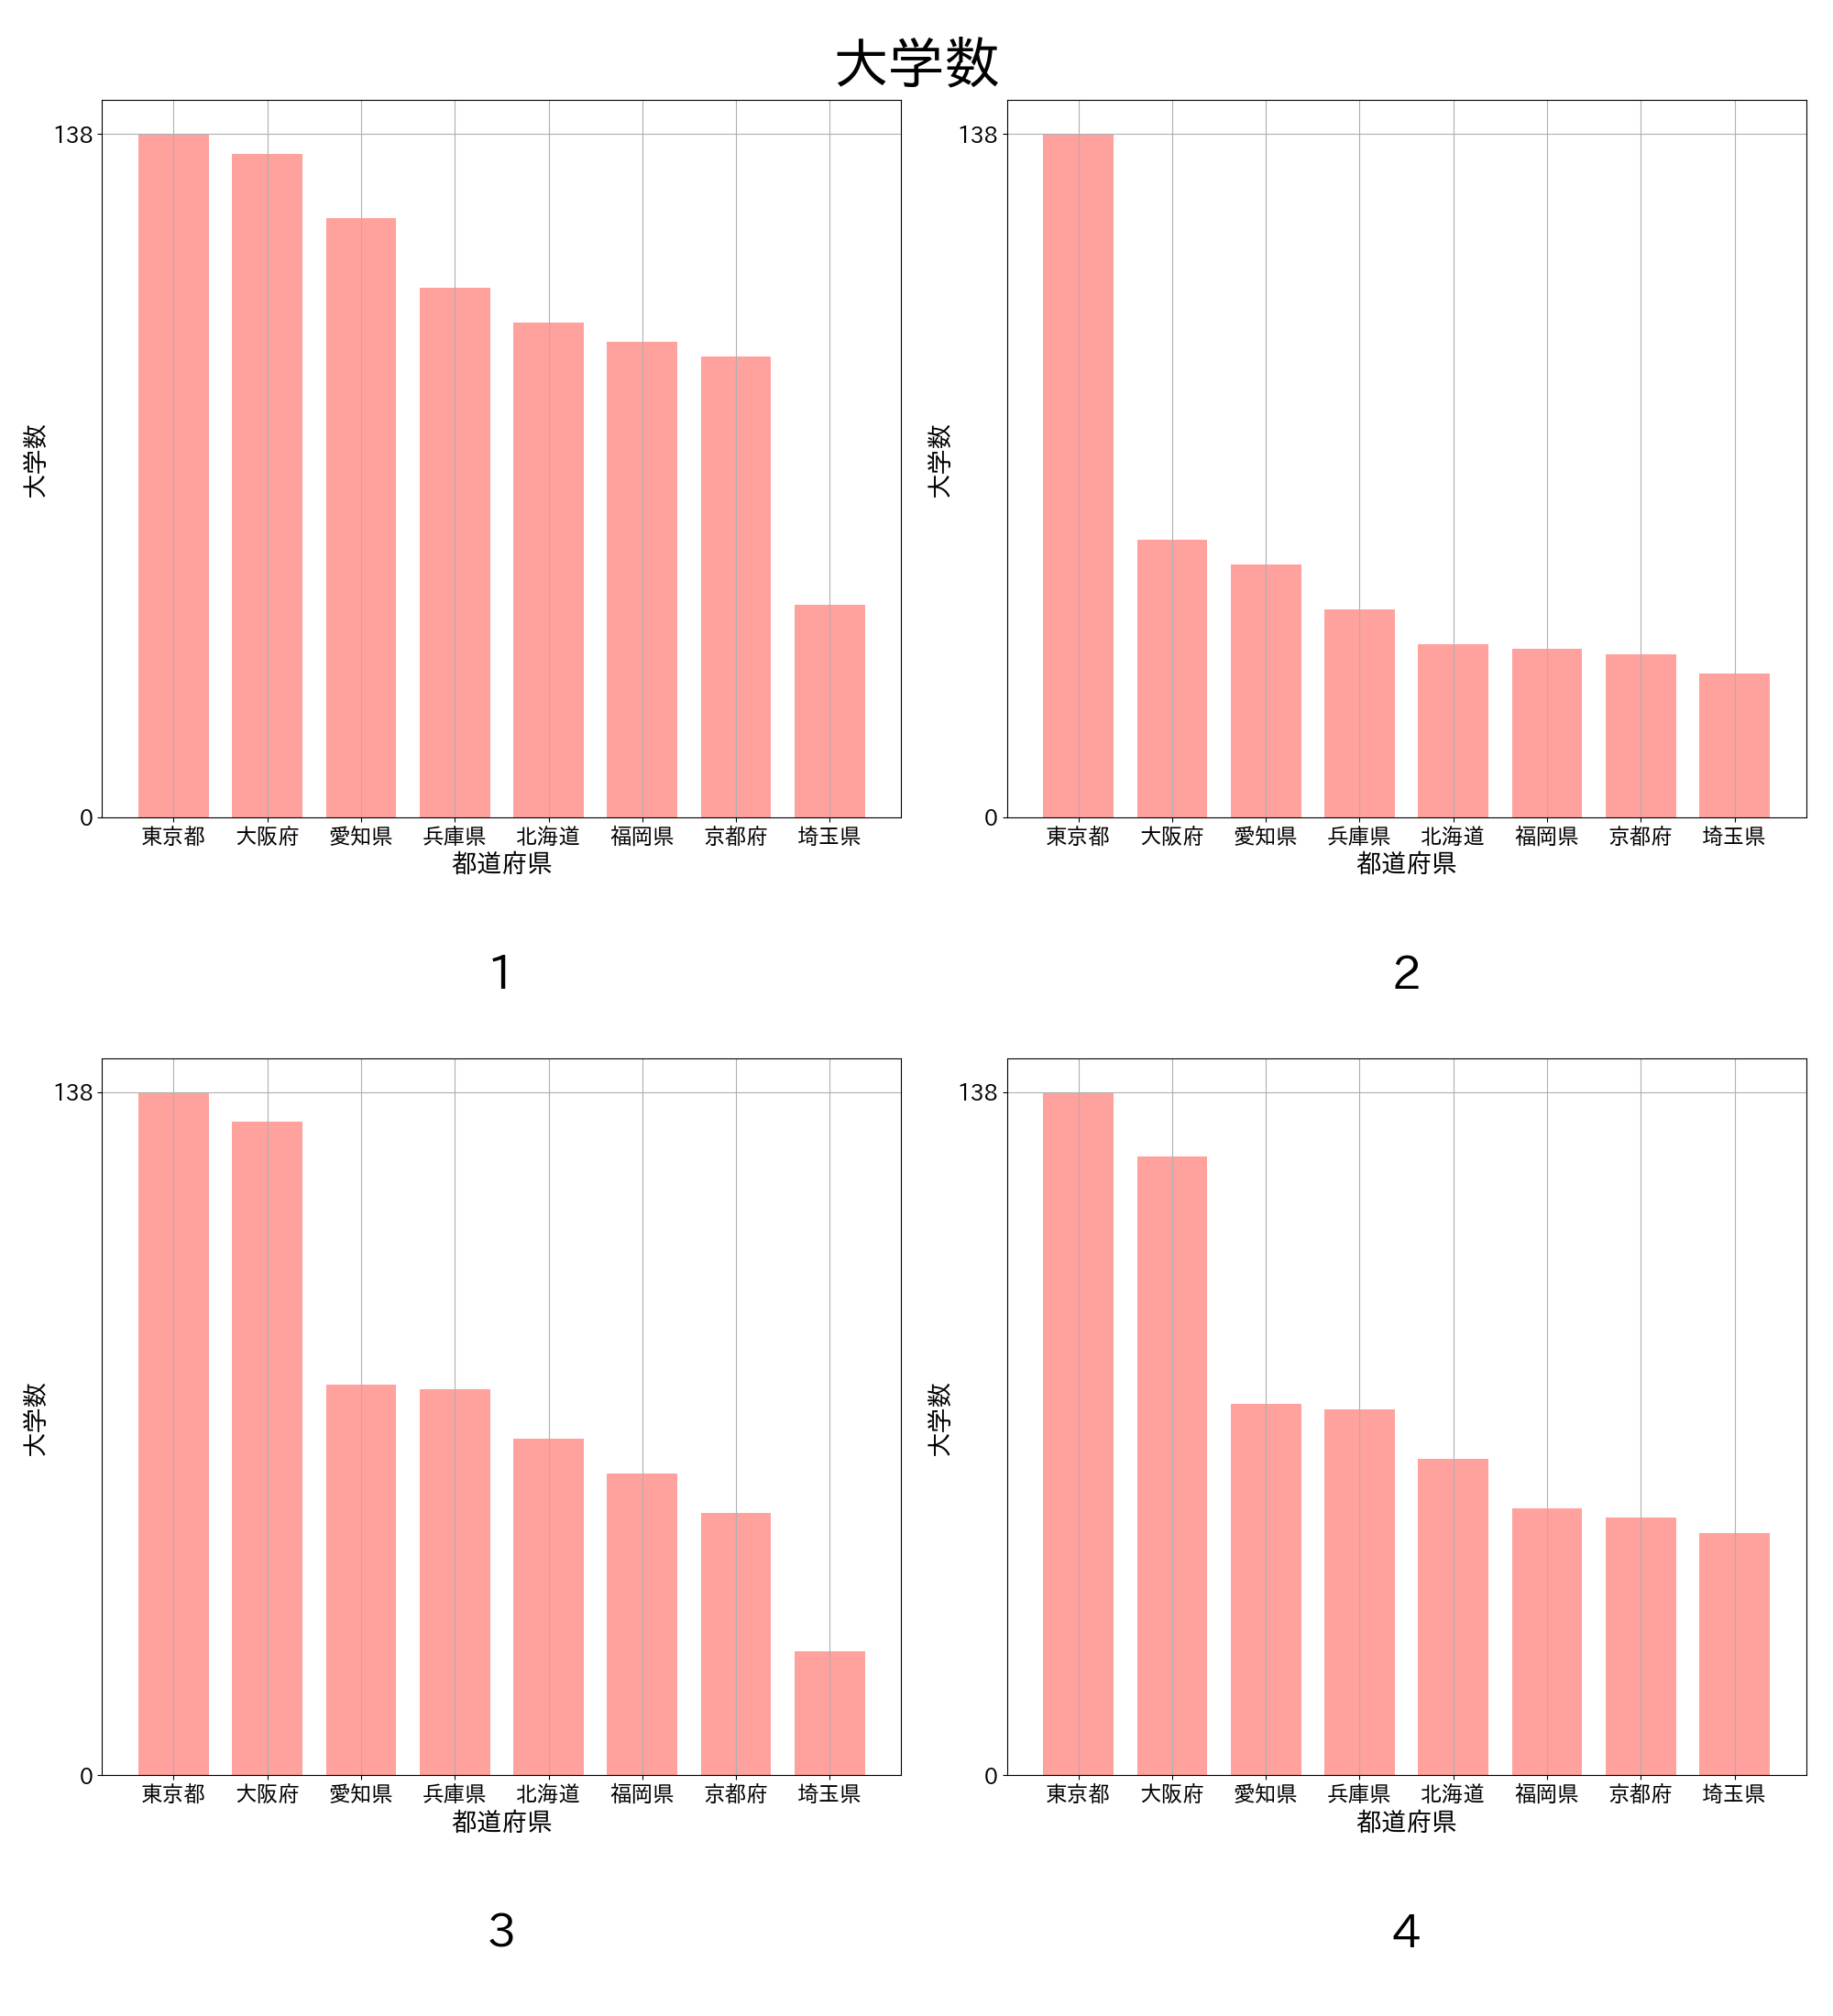 大学数
138
大学数
0
東京都 大阪府 愛知県 兵庫県 北海道 福岡県 京都府 埼玉県
都道府県
1
138
大学数
0
東京都 大阪府 愛知県 兵庫県 北海道 福岡県 京都府 埼玉県
都道府県
2
138
大学数
0
東京都 大阪府 愛知県 兵庫県 北海道 福岡県 京都府 埼玉県
都道府県
3
138
大学数
0
東京都 大阪府 愛知県 兵庫県 北海道 福岡県 京都府 埼玉県
都道府県
4